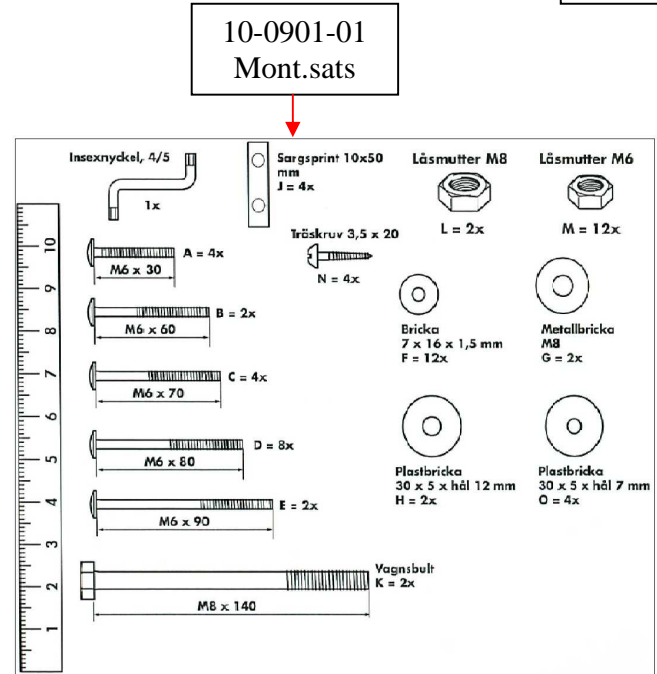 10-0901-01
Mont.sats
Insexnyckel, 4/5
1x
Sargsprint 10x50
mm
J = 4x
Låsmutter M8
L = 2x
Låsmutter M6
M = 12x
A = 4x
M6 x 30
Träskruv 3,5 x 20
N = 4x
B = 2x
M6 x 60
Bricka
7 x 16 x 1,5 mm
F = 12x
Metallbricka
M8
G = 2x
C = 4x
M6 x 70
D = 8x
M6 x 80
Plastbricka
30 x 5 x hål 12 mm
H = 2x
Plastbricka
30 x 5 x hål 7 mm
O = 4x
E = 2x
M6 x 90
Vagnsbult
K = 2x
M8 x 140
10
9
8
7
6
5
4
3
2
1